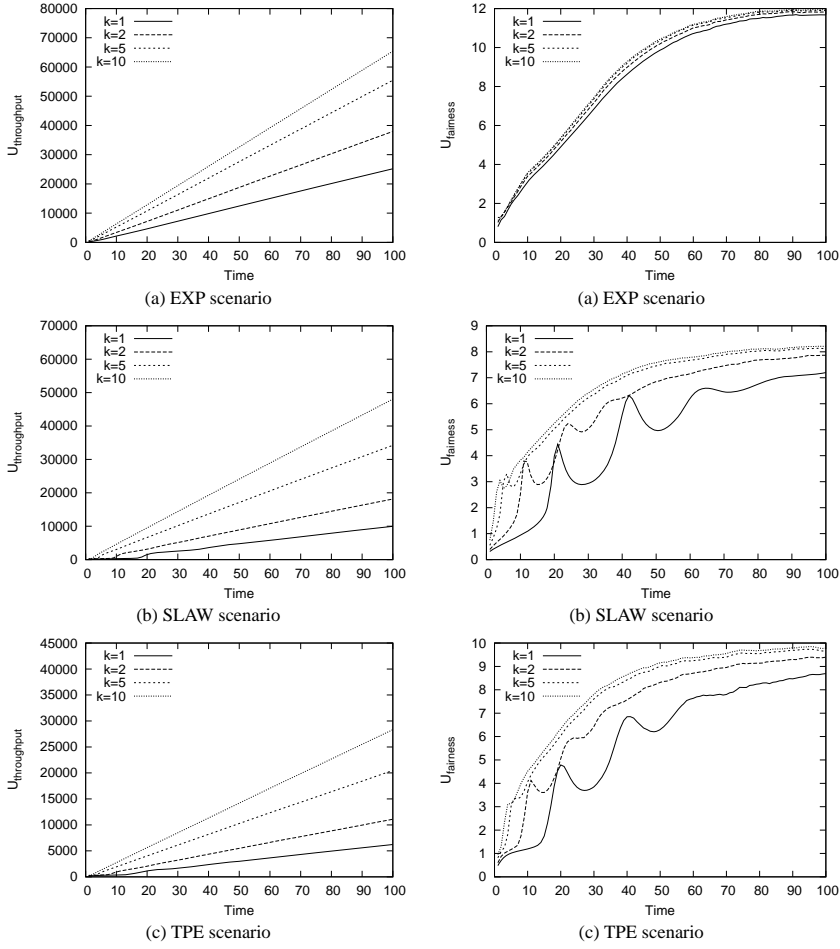 U_throughput
80000
70000
60000
50000
40000
30000
20000
10000
0
k=1
k=2
k=5
k=10
0 10 20 30 40 50 60 70 80 90 100
Time
(a) EXP scenario
U_fairness
12
10
8
6
4
2
0
k=1
k=2
k=5
k=10
0 10 20 30 40 50 60 70 80 90 100
Time
(a) EXP scenario
U_throughput
70000
60000
50000
40000
30000
20000
10000
0
k=1
k=2
k=5
k=10
0 10 20 30 40 50 60 70 80 90 100
Time
(b) SLAW scenario
U_fairness
9
8
7
6
5
4
3
2
1
0
k=1
k=2
k=5
k=10
0 10 20 30 40 50 60 70 80 90 100
Time
(b) SLAW scenario
U_throughput
45000
40000
35000
30000
25000
20000
15000
10000
5000
0
k=1
k=2
k=5
k=10
0 10 20 30 40 50 60 70 80 90 100
Time
(c) TPE scenario
U_fairness
10
9
8
7
6
5
4
3
2
1
0
k=1
k=2
k=5
k=10
0 10 20 30 40 50 60 70 80 90 100
Time
(c) TPE scenario